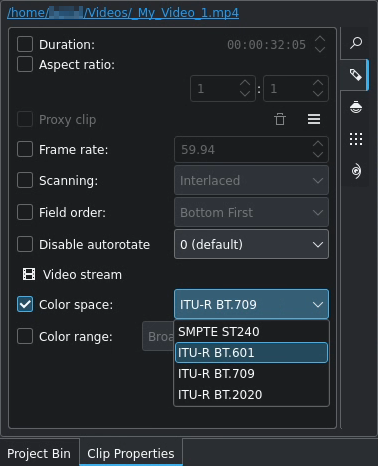 /home/ /Videos/_My_Video_1.mp4
Duration: 00:00:32:05
Aspect ratio:
1 : 1
Proxy clip
Frame rate: 59.94
Scanning: Interlaced
Field order: Bottom First
Disable autorotate 0 (default)
Video stream
Color space: ITU-R BT.709
SMPTE ST240
Color range: Broa
ITU-R BT.601
ITU-R BT.709
ITU-R BT.2020
Project Bin Clip Properties